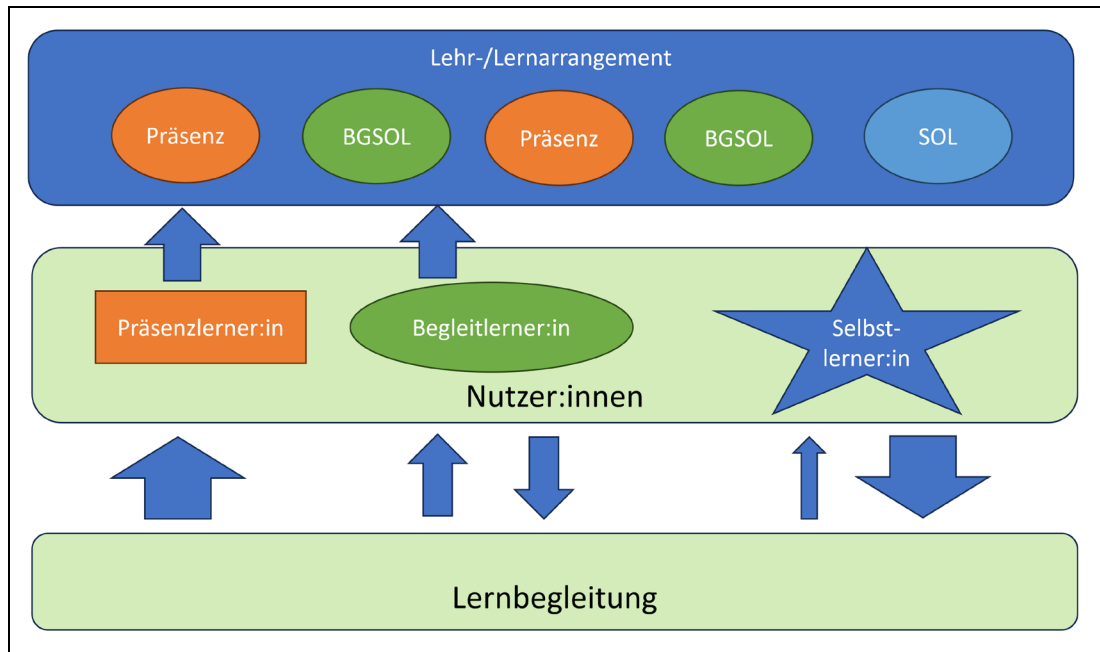 Lehr-/Lernarrangement
Präsenz
BGSOL
Präsenz
BGSOL
SOL
Präsenzlerner:in
Begleitlerner:in
Selbst-
lerner:in
Nutzer:innen
Lernbegleitung